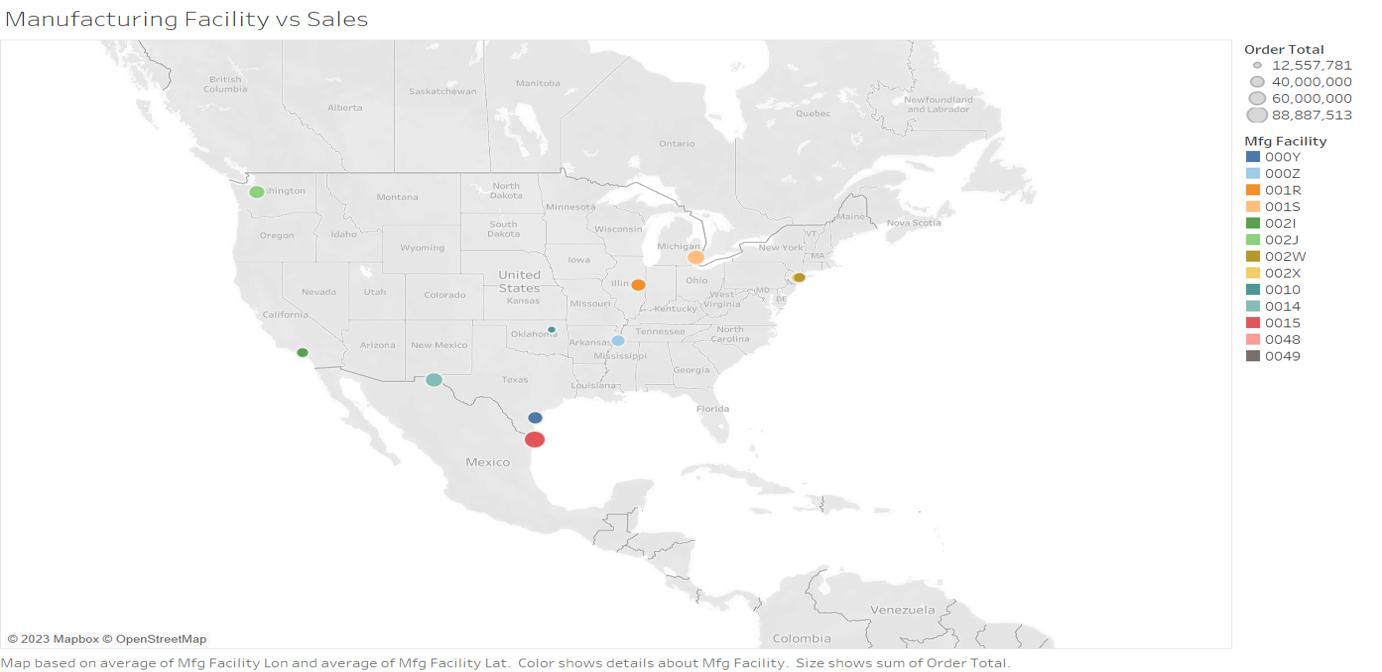 Manufacturing Facility vs Sales
Order Total
12,557,781
40,000,000
60,000,000
88,887,513
Mfg Facility
000Y
000Z
001R
001S
002I
002J
002W
002X
0010
0014
0015
0048
0049
British
Columbia
Alberta
Saskatchewan
Manitoba
Ontario
Quebec
Newfoundland
and Labrador
Nova Scotia
Maine
VT
MA
New York
Michigan
Wisconsin
Minnesota
North
Dakota
South
Dakota
Montana
shington
Oregon
Idaho
Wyoming
Iowa
United
States
Nevada
Utah
Colorado
Kansas
Missouri
Illin
Ohio
West
Virginia
MD
DE
Kentucky
California
Arizona
New Mexico
Oklahoma
Arkansas
Tennessee
North
Carolina
Mississippi
Georgia
Texas
Louisiana
Florida
Mexico
Venezuela
Colombia
© 2023 Mapbox © OpenStreetMap
Map based on average of Mfg Facility Lon and average of Mfg Facility Lat. Color shows details about Mfg Facility. Size shows sum of Order Total.